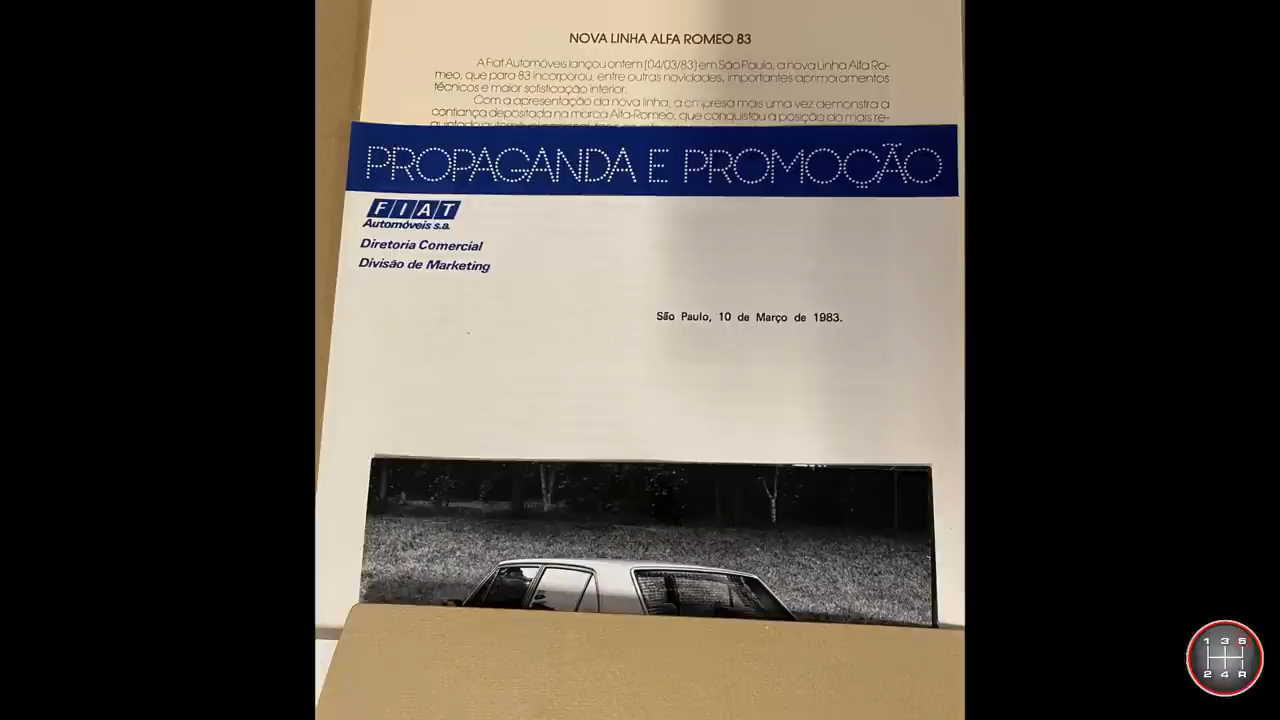 NOVA LINHA ALFA ROMEO 83
A Fiat Automóveis lançou ontem (04/03/83) em São Paulo, a nova Linha Alfa Ro-
meo, que para 83 incorporou, entre outras novidades, importantes aprimoramentos
técnicos e maior sofisticação interior.
Com a apresentação da nova linha, a empresa mais uma vez demonstra a
confiança depositada na marca Alfa-Romeo, que conquistou a posição do mais re-
PROPAGANDA E PROMOÇÃO
FIAT
Automóveis s.a.
Diretoria Comercial
Divisão de Marketing
São Paulo, 10 de Março de 1983.
1 3 5
2 4 R